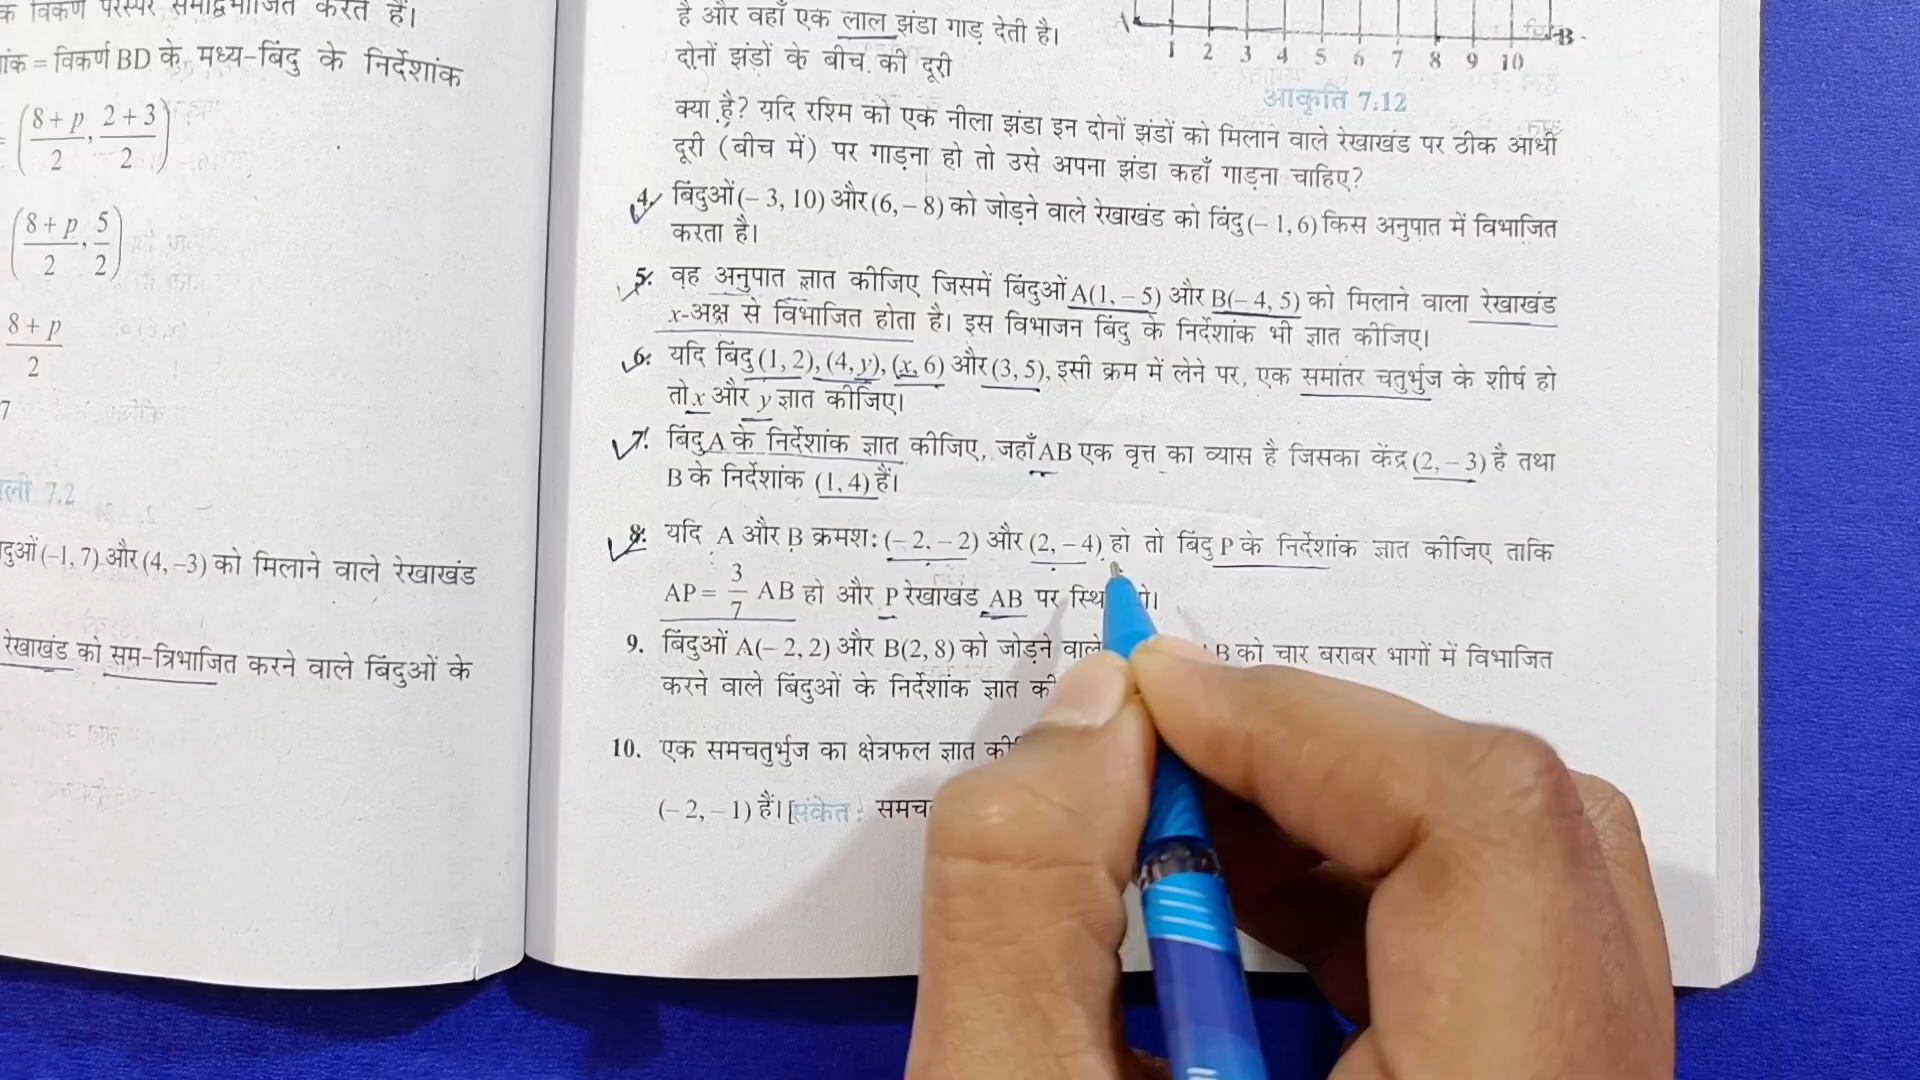 के विकर्ण परस्पर समद्विभाजित करते हैं।
= विकर्ण BD के मध्य-बिंदु के निर्देशांक
= (8 + p / 2, 2 + 3 / 2)
(8 + p / 2, 5 / 2)
8 + p / 2
7
7.2
(–1, 7) और (4, –3) को मिलाने वाले रेखाखंड
रेखाखंड को सम-त्रिभाजित करने वाले बिंदुओं के
है और वहाँ एक लाल झंडा गाड़ देती है।
दोनों झंडों के बीच की दूरी
A B
1 2 3 4 5 6 7 8 9 10
आकृति 7.12
क्या है? यदि रश्मि को एक नीला झंडा इन दोनों झंडों को मिलाने वाले रेखाखंड पर ठीक आधी
दूरी (बीच में) पर गाड़ना हो तो उसे अपना झंडा कहाँ गाड़ना चाहिए?
4. बिंदुओं (– 3, 10) और (6, – 8) को जोड़ने वाले रेखाखंड को बिंदु (– 1, 6) किस अनुपात में विभाजित
करता है।
5. वह अनुपात ज्ञात कीजिए जिसमें बिंदुओं A(1, – 5) और B(– 4, 5) को मिलाने वाला रेखाखंड
x-अक्ष से विभाजित होता है। इस विभाजन बिंदु के निर्देशांक भी ज्ञात कीजिए।
6. यदि बिंदु (1, 2), (4, y), (x, 6) और (3, 5), इसी क्रम में लेने पर, एक समांतर चतुर्भुज के शीर्ष हो
तो x और y ज्ञात कीजिए।
7. बिंदु A के निर्देशांक ज्ञात कीजिए, जहाँ AB एक वृत्त का व्यास है जिसका केंद्र (2, – 3) है तथा
B के निर्देशांक (1, 4) हैं।
8. यदि A और B क्रमश: (– 2, – 2) और (2, – 4) हो तो बिंदु P के निर्देशांक ज्ञात कीजिए ताकि
AP = 3/7 AB हो और P रेखाखंड AB पर
9. बिंदुओं A(– 2, 2) और B(2, 8) को जोड़ने वाले B को चार बराबर भागों में विभाजित
करने वाले बिंदुओं के निर्देशांक ज्ञात
10. एक समचतुर्भुज का क्षेत्रफल ज्ञात
(– 2, – 1) हैं। [संकेत :